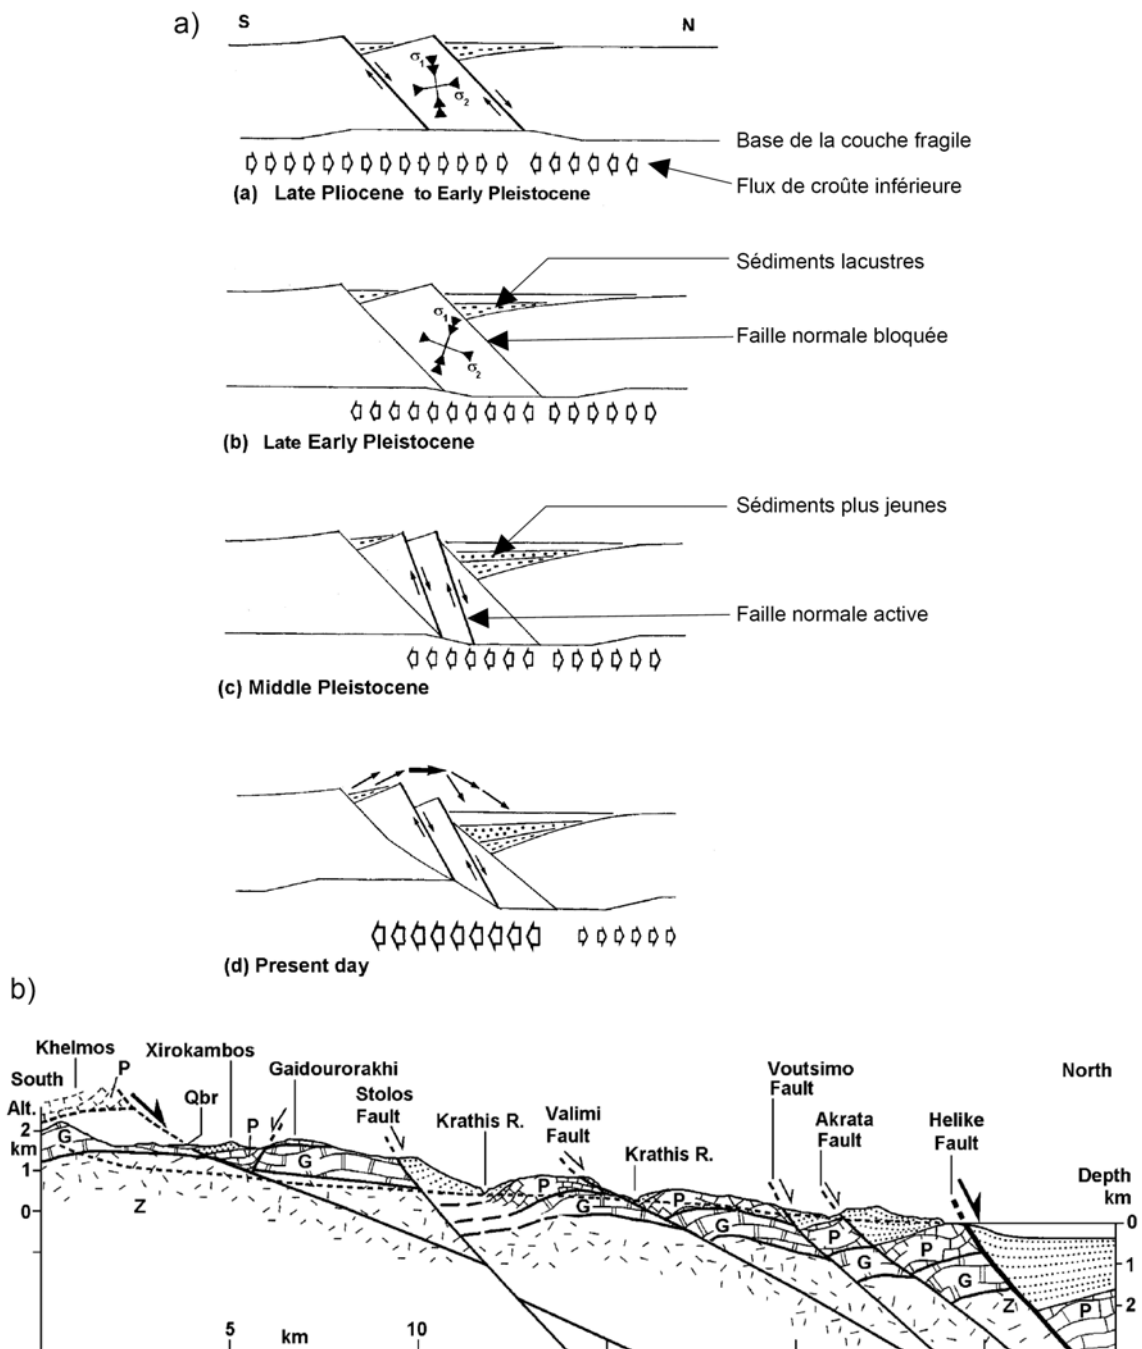 a)
S
N
σ1
σ2
Base de la couche fragile
Flux de croûte inférieure
(a) Late Pliocene to Early Pleistocene
Sédiments lacustres
σ1
Faille normale bloquée
σ2
(b) Late Early Pleistocene
Sédiments plus jeunes
Faille normale active
(c) Middle Pleistocene
(d) Present day
b)
Khelmos
Xirokambos
South
P
Gaidourorakhi
Voutsimo
Fault
North
Alt.
Qbr
P
Stolos
Fault
Krathis R.
Valimi
Fault
Krathis R.
Akrata
Fault
Helike
Fault
2
km
G
G
P
P
Depth
km
1
Z
0
G
G
P
P
0
G
G
1
Z
P
2
5
km
10